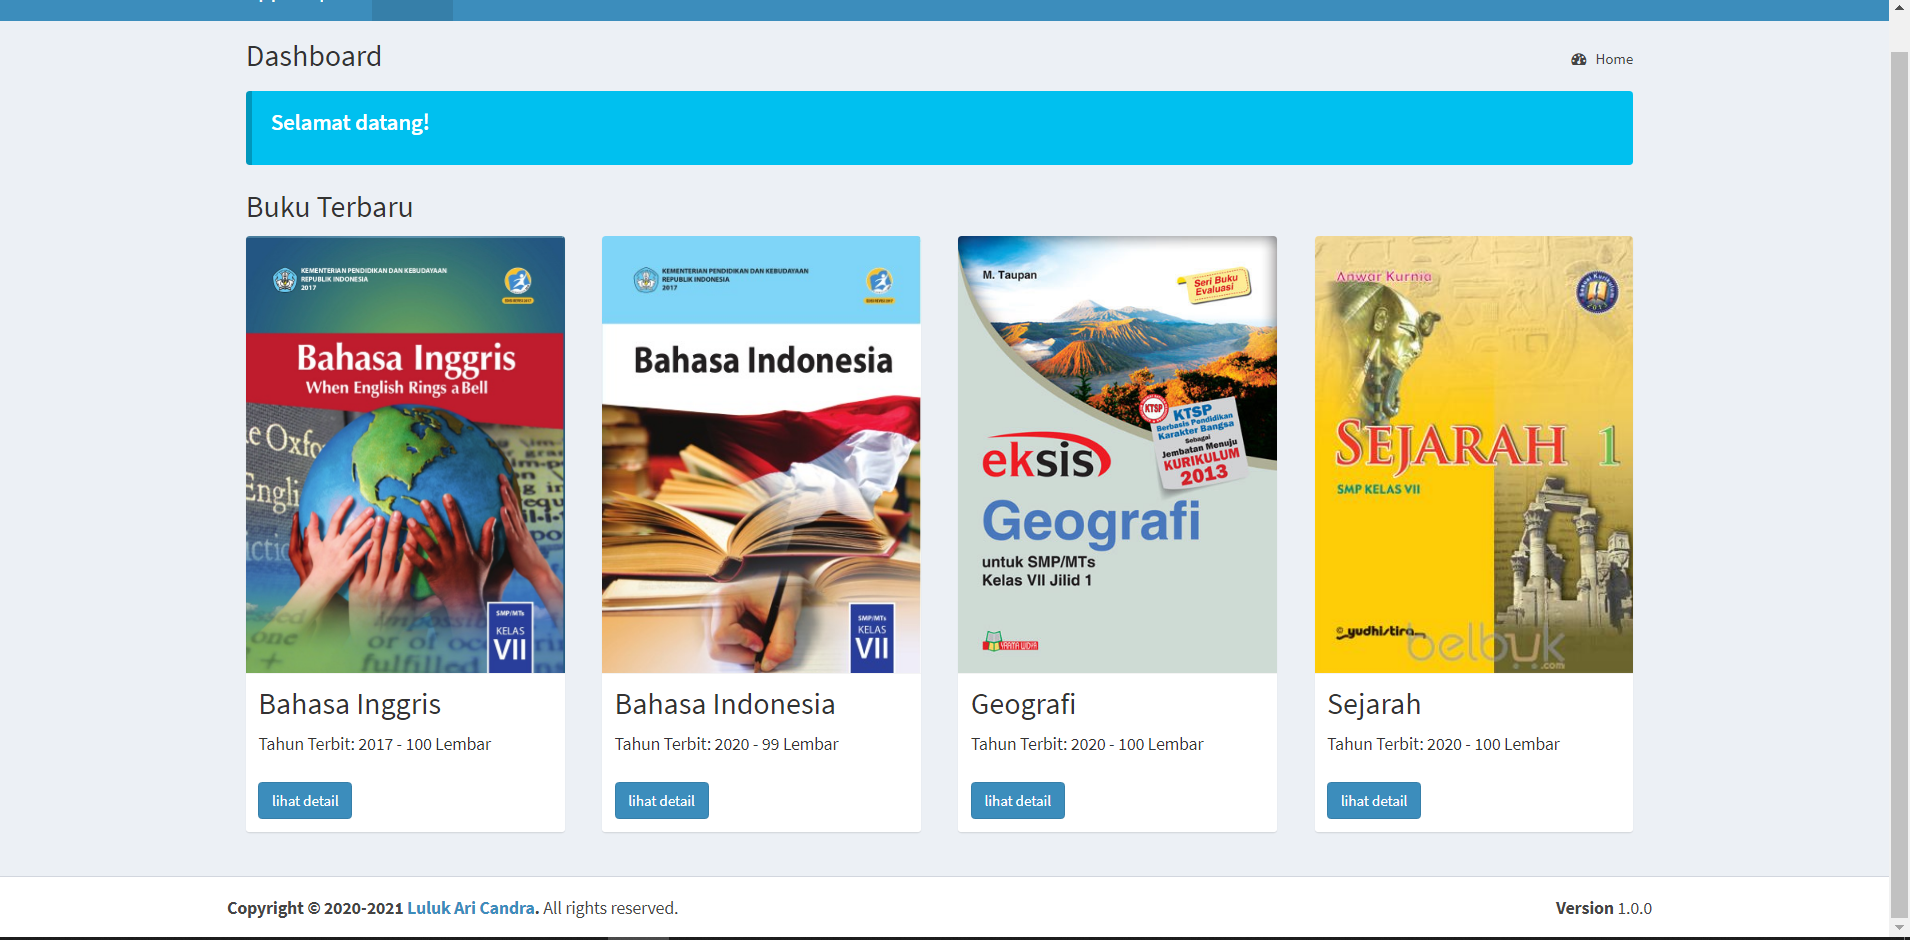 Dashboard
Home
Selamat datang!
Buku Terbaru
KEMENTERIAN PENDIDIKAN DAN KEBUDAYAAN
REPUBLIK INDONESIA
2017
Bahasa Inggris
When English Rings a Bell
SMP/MTs
KELAS
VII
KEMENTERIAN PENDIDIKAN DAN KEBUDAYAAN
REPUBLIK INDONESIA
2017
Bahasa Indonesia
SMP/MTs
KELAS
VII
M. Taupan
Seri Buku
Evaluasi
KTSP
KTSP
Berbasis Pendidikan
Karakter Bangsa
Sebagai
Jembatan Menuju
KURIKULUM
2013
eksis
Geografi
untuk SMP/MTs
Kelas VII Jilid 1
YRAMA WIDYA
Anwar Kurnia
SEJARAH 1
SMP KELAS VII
yudhistira
belbuk
.com
Bahasa Inggris
Tahun Terbit: 2017 - 100 Lembar
lihat detail
Bahasa Indonesia
Tahun Terbit: 2020 - 99 Lembar
lihat detail
Geografi
Tahun Terbit: 2020 - 100 Lembar
lihat detail
Sejarah
Tahun Terbit: 2020 - 100 Lembar
lihat detail
Copyright © 2020-2021 Luluk Ari Candra. All rights reserved.
Version 1.0.0